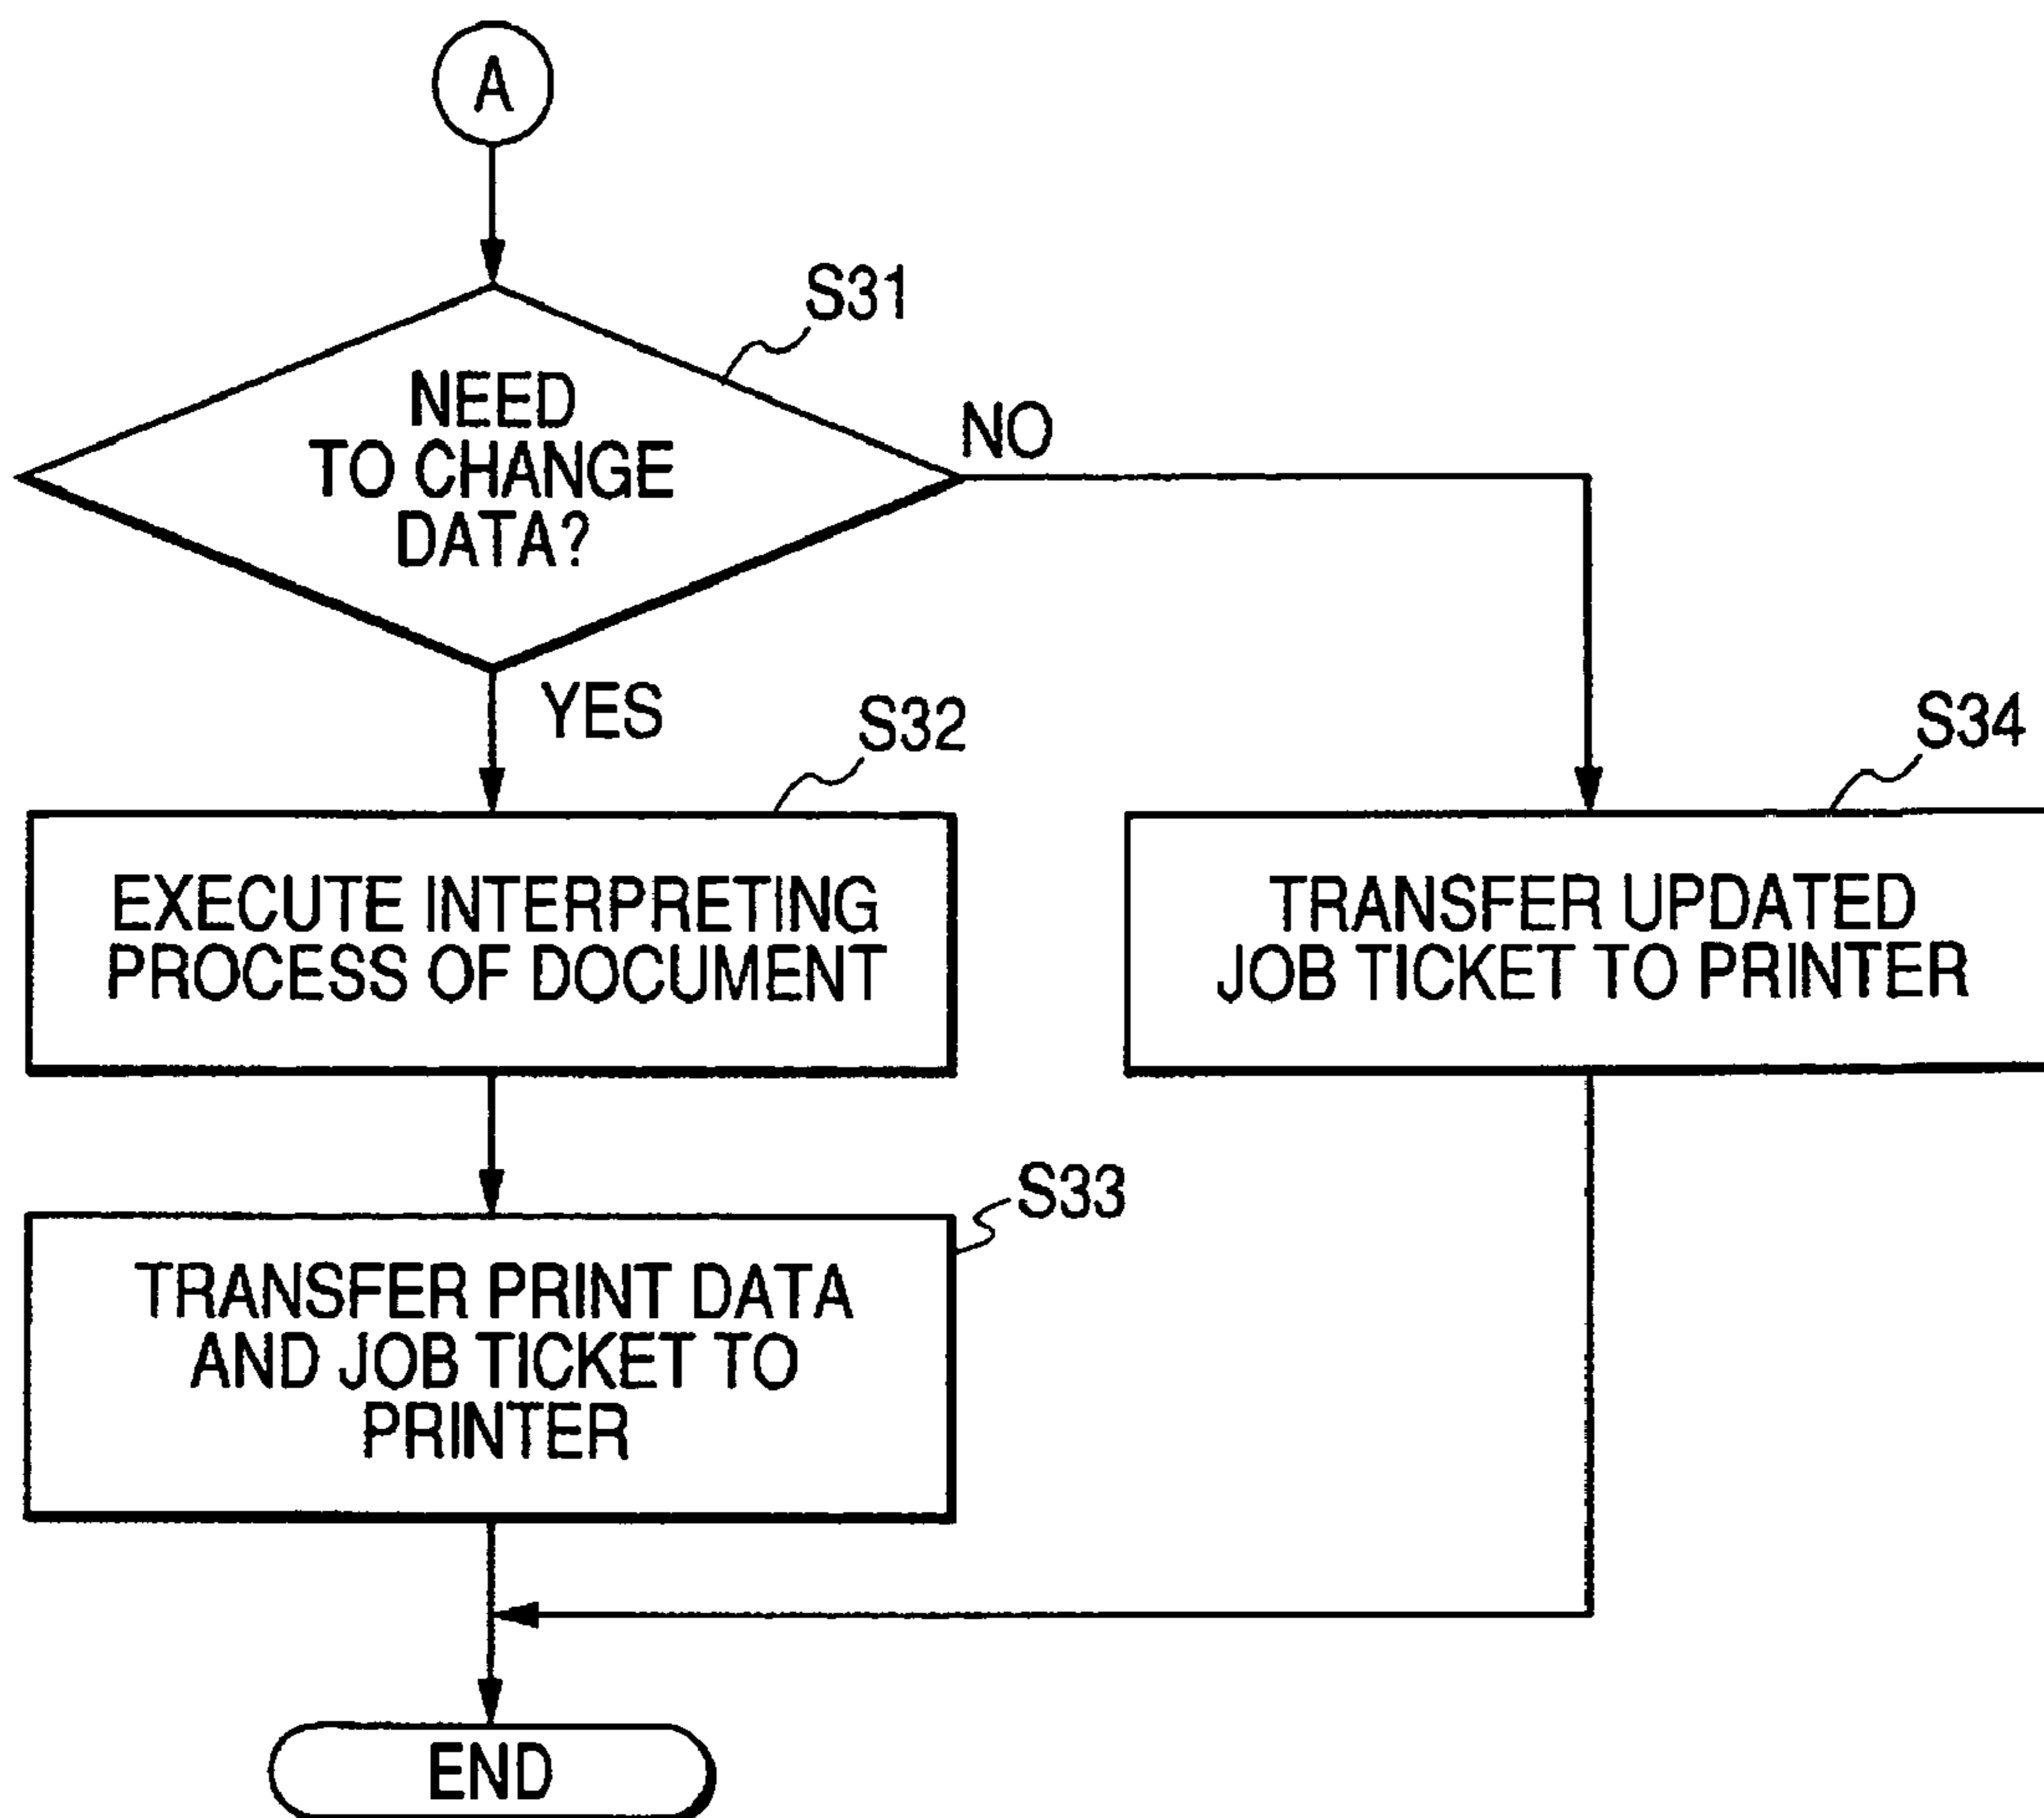 A
S31
NEED
TO CHANGE
DATA?
NO
YES
S32
S34
EXECUTE INTERPRETING
PROCESS OF DOCUMENT
TRANSFER UPDATED
JOB TICKET TO PRINTER
S33
TRANSFER PRINT DATA
AND JOB TICKET TO
PRINTER
END